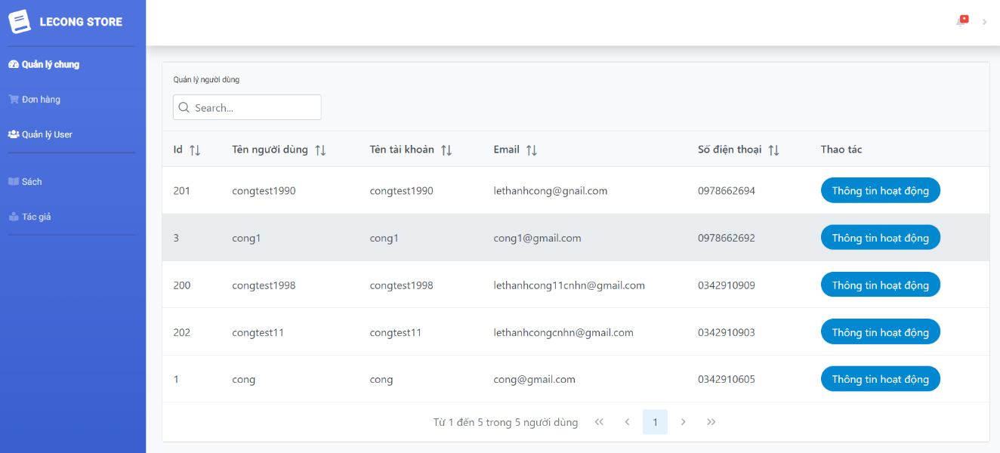 LECONG STORE
Quản lý chung
Đơn hàng
Quản lý User
Sách
Tác giả
Quản lý người dùng
Search...
Id Tên người dùng Tên tài khoản Email Số điện thoại Thao tác
201 congtest1990 congtest1990 lethanhcong@gnail.com 0978662694 Thông tin hoạt động
3 cong1 cong1 cong1@gmail.com 0978662692 Thông tin hoạt động
200 congtest1998 congtest1998 lethanhcong11cnhn@gmail.com 0342910909 Thông tin hoạt động
202 congtest11 congtest11 lethanhcongcnhn@gmail.com 0342910903 Thông tin hoạt động
1 cong cong cong@gmail.com 0342910605 Thông tin hoạt động
Từ 1 đến 5 trong 5 người dùng 1